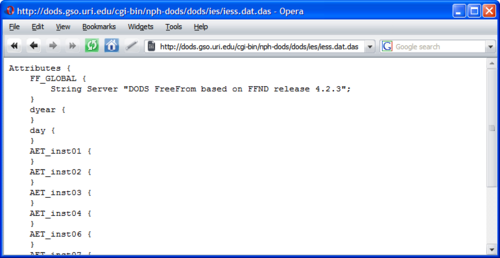 http://dods.gso.uri.edu/cgi-bin/nph-dods/dods/ies/iess.dat.das - Opera
File Edit View Bookmarks Widgets Tools Help
http://dods.gso.uri.edu/cgi-bin/nph-dods/dods/ies/iess.dat.das
Google search
Attributes {
    FF_GLOBAL {
        String Server "DODS FreeFrom based on FFND release 4.2.3";
    }
    dyear {
    }
    day {
    }
    AET_inst01 {
    }
    AET_inst02 {
    }
    AET_inst03 {
    }
    AET_inst04 {
    }
    AET_inst06 {
    }
    AET_inst07 {